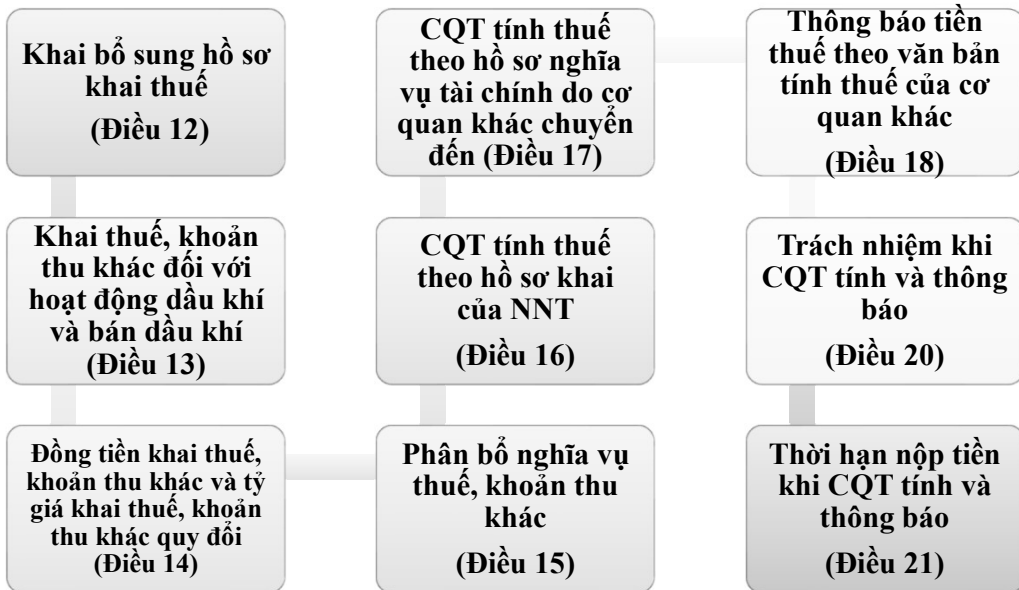 Khai bổ sung hồ sơ
khai thuế
(Điều 12)
Khai thuế, khoản
thu khác đối với
hoạt động dầu khí
và bán dầu khí
(Điều 13)
Đồng tiền khai thuế,
khoản thu khác và tỷ
giá khai thuế, khoản
thu khác quy đổi
(Điều 14)
Phân bổ nghĩa vụ
thuế, khoản thu
khác
(Điều 15)
CQT tính thuế
theo hồ sơ khai
của NNT
(Điều 16)
CQT tính thuế
theo hồ sơ nghĩa
vụ tài chính do cơ
quan khác chuyển
đến (Điều 17)
Thông báo tiền
thuế theo văn bản
tính thuế của cơ
quan khác
(Điều 18)
Trách nhiệm khi
CQT tính và thông
báo
(Điều 20)
Thời hạn nộp tiền
khi CQT tính và
thông báo
(Điều 21)